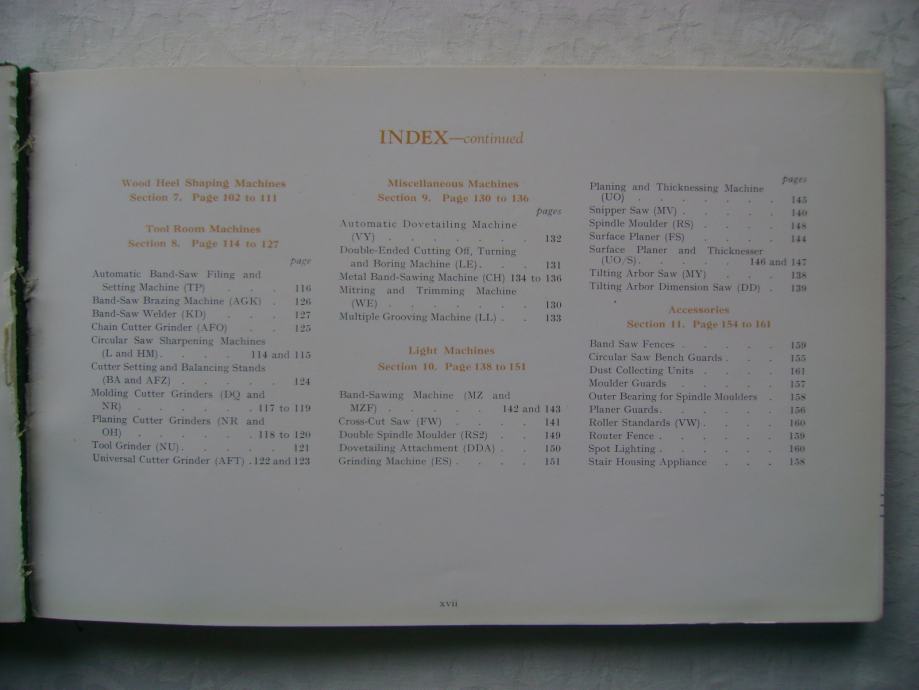 INDEX—continued
Wood Heel Shaping Machines
Section 7. Page 102 to 111
Tool Room Machines
Section 8. Page 114 to 127
page
Automatic Band-Saw Filing and
Setting Machine (TP) . . . . 116
Band-Saw Brazing Machine (AGK) . 126
Band-Saw Welder (KD) . . . 127
Chain Cutter Grinder (AFO) . . . 125
Circular Saw Sharpening Machines
(L and HM). . . . . 114 and 115
Cutter Setting and Balancing Stands
(BA and AFZ) . . . . . 124
Molding Cutter Grinders (DQ and
NR) . . . . . . 117 to 119
Planing Cutter Grinders (NR and
OH) . . . . . . 118 to 120
Tool Grinder (NU) . . . . . 121
Universal Cutter Grinder (AFT) . 122 and 123
Miscellaneous Machines
Section 9. Page 130 to 136
pages
Automatic Dovetailing Machine
(VY) . . . . . . . 132
Double-Ended Cutting Off, Turning
and Boring Machine (LE) . . . 131
Metal Band-Sawing Machine (CH) 134 to 136
Mitring and Trimming Machine
(WE) . . . . . . . 130
Multiple Grooving Machine (LL) . . 133
Light Machines
Section 10. Page 138 to 151
Band-Sawing Machine (MZ and
MZF) . . . . . . 142 and 143
Cross-Cut Saw (FW) . . . . 141
Double Spindle Moulder (RS2) . . . 149
Dovetailing Attachment (DDA) . . 150
Grinding Machine (ES) . . . . 151
pages
Planing and Thicknessing Machine
(UO) . . . . . . . 145
Snipper Saw (MV) . . . . . 140
Spindle Moulder (RS) . . . . 148
Surface Planer (FS) . . . . 144
Surface Planer and Thicknesser
(UO/S) . . . . . 146 and 147
Tilting Arbor Saw (MY) . . . . 138
Tilting Arbor Dimension Saw (DD) . 139
Accessories
Section 11. Page 154 to 161
Band Saw Fences . . . . . 159
Circular Saw Bench Guards . . . 155
Dust Collecting Units . . . . 161
Moulder Guards . . . . . 157
Outer Bearing for Spindle Moulders . 158
Planer Guards . . . . . . 156
Roller Standards (VW) . . . . 160
Router Fence . . . . . . 159
Spot Lighting . . . . . . 160
Stair Housing Appliance . . . 158
xvii